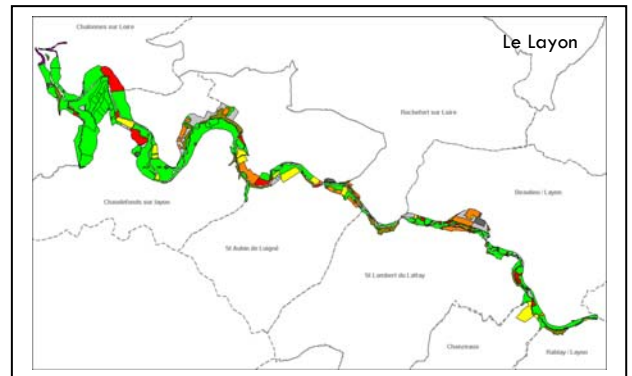 Chalonnes sur Loire
Le Layon
Rochefort sur Loire
Beaulieu / Layon
Chaudefonds sur layon
St Aubin de Luigné
St Lambert du Lattay
Chanzeaux
Rablay / Layon